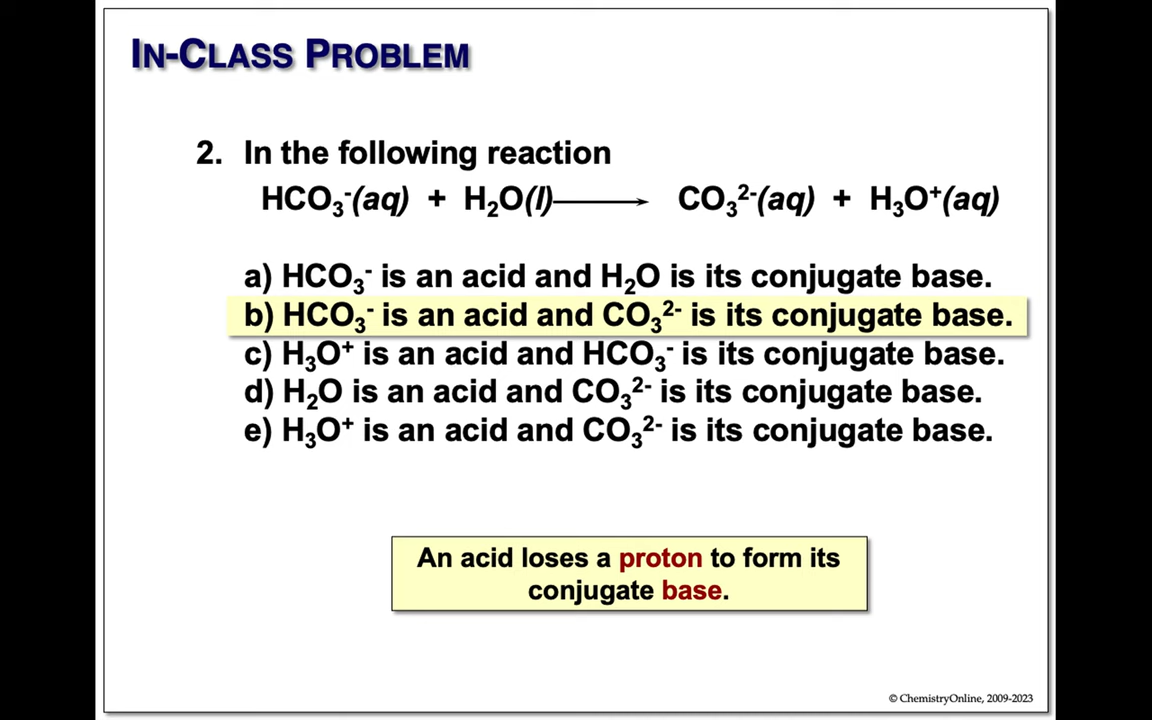 IN-CLASS PROBLEM
2. In the following reaction
HCO₃⁻(aq) + H₂O(l) ⟶ CO₃²⁻(aq) + H₃O⁺(aq)
a) HCO₃⁻ is an acid and H₂O is its conjugate base.
b) HCO₃⁻ is an acid and CO₃²⁻ is its conjugate base.
c) H₃O⁺ is an acid and HCO₃⁻ is its conjugate base.
d) H₂O is an acid and CO₃²⁻ is its conjugate base.
e) H₃O⁺ is an acid and CO₃²⁻ is its conjugate base.
An acid loses a proton to form its
conjugate base.
© ChemistryOnline, 2009-2023